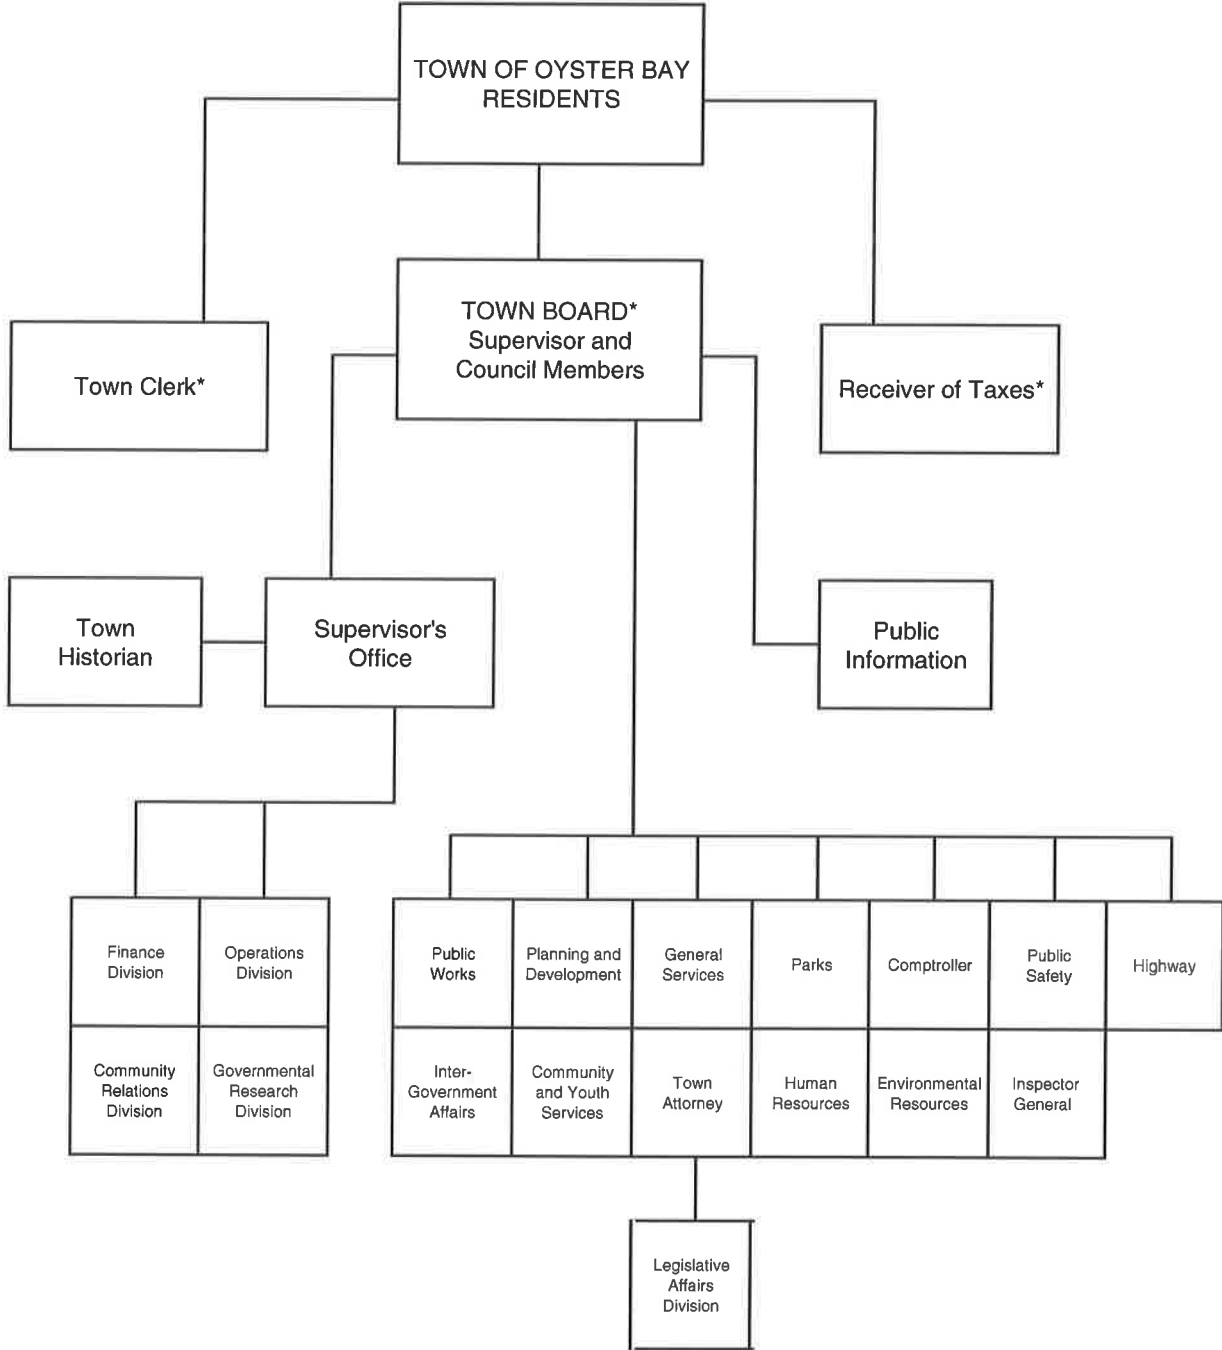 TOWN OF OYSTER BAY
RESIDENTS
TOWN BOARD*
Supervisor and
Council Members
Town Clerk*
Receiver of Taxes*
Town
Historian
Supervisor's
Office
Public
Information
Finance
Division
Operations
Division
Community
Relations
Division
Governmental
Research
Division
Public
Works
Planning and
Development
General
Services
Parks
Comptroller
Public
Safety
Highway
Inter-
Government
Affairs
Community
and Youth
Services
Town
Attorney
Human
Resources
Environmental
Resources
Inspector
General
Legislative
Affairs
Division